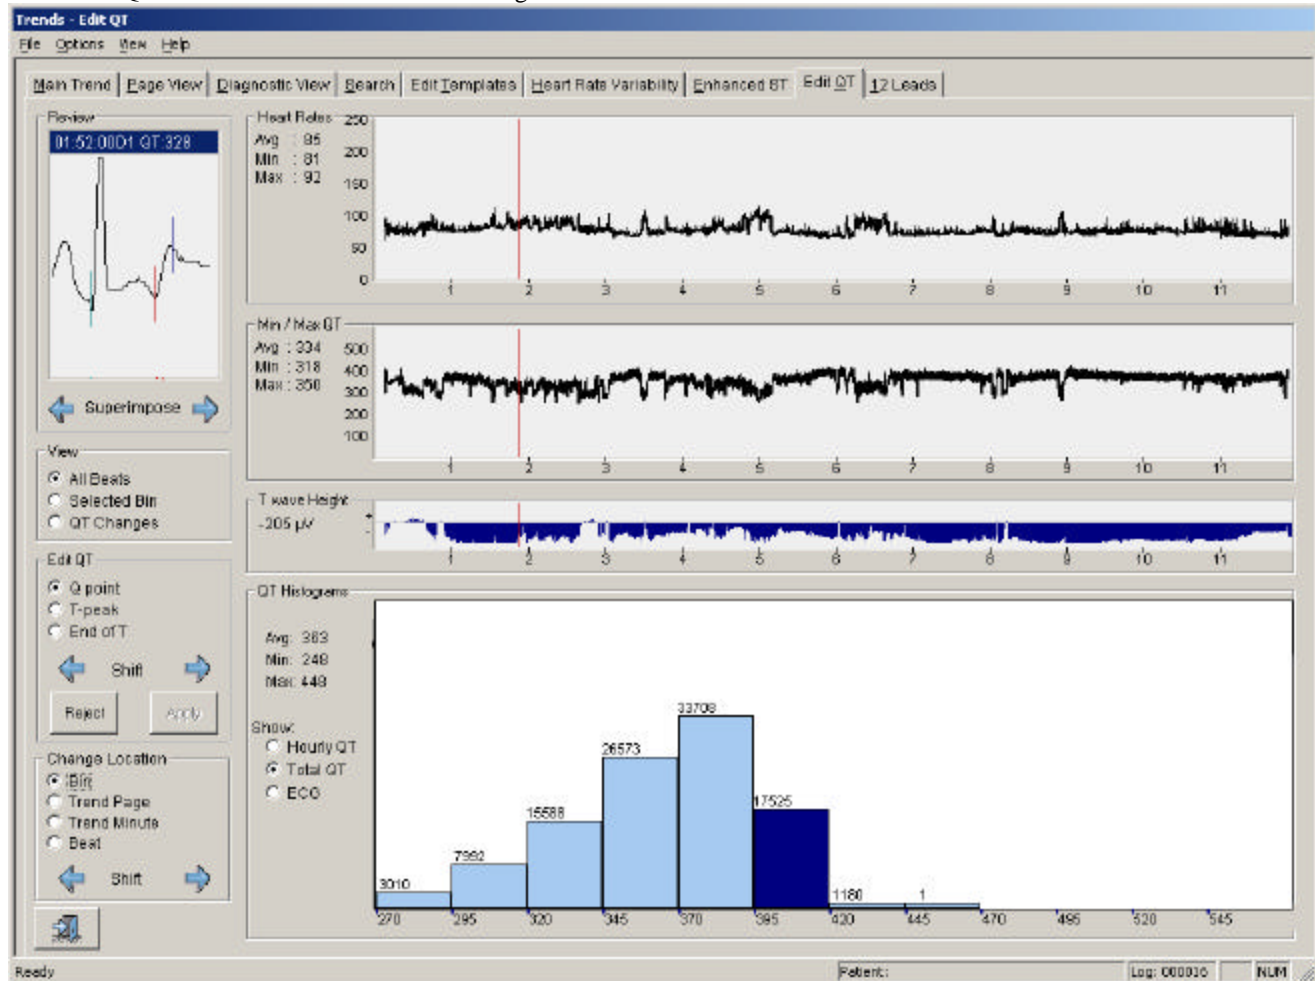 Trends - Edit QT
File Options View Help
Main Trend Page View Diagnostic View Search Edit Templates Heart Rate Variability Enhanced ST Edit QT 12 Leads
Review
01:52:00D1 QT:328
Superimpose
View
All Beats
Selected Bin
QT Changes
Edit QT
Q point
T-peak
End of T
Shift
Reject Apply
Change Location
Bin
Trend Page
Trend Minute
Beat
Shift
Heart Rates
Avg : 85
Min : 81
Max : 92
250
200
150
100
50
0
1 2 3 4 5 6 7 8 9 10 11
Min / Max QT
Avg : 334
Min : 318
Max : 350
500
400
300
200
100
1 2 3 4 5 6 7 8 9 10 11
T wave Height
-205 µV
+
-
1 2 3 4 5 6 7 8 9 10 11
QT Histograms
Avg: 363
Min: 248
Max: 448
Show:
Hourly QT
Total QT
ECG
3010 7992 15588 26573 33708 17525 1180 1
270 295 320 345 370 395 420 445 470 495 520 545
Ready Patient: Log: 000016 NUM